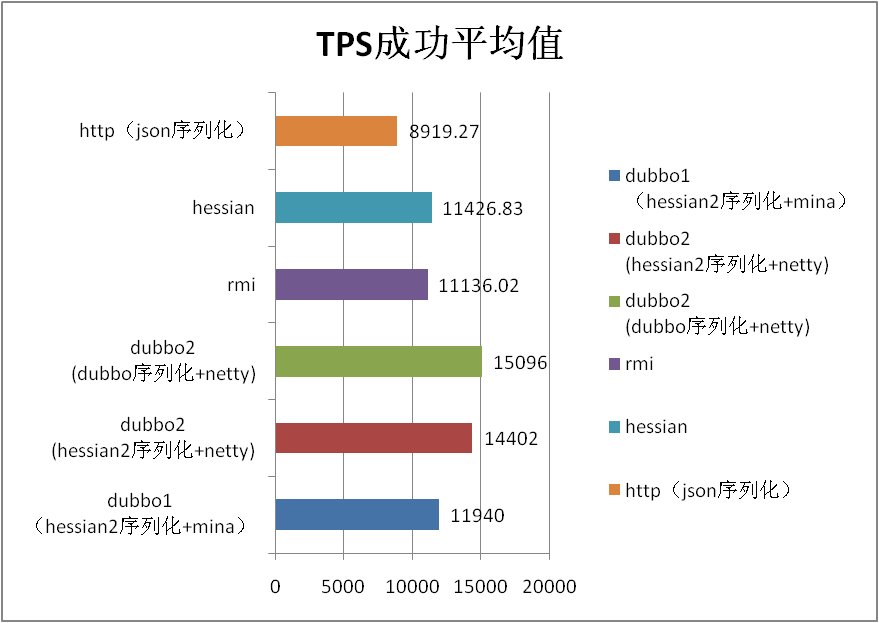 TPS成功平均值
http（json序列化）
8919.27
hessian
11426.83
rmi
11136.02
dubbo2
(dubbo序列化+netty)
15096
dubbo2
(hessian2序列化+netty)
14402
dubbo1
（hessian2序列化+mina）
11940
0 5000 10000 15000 20000
dubbo1
（hessian2序列化+mina）
dubbo2
(hessian2序列化+netty)
dubbo2
(dubbo序列化+netty)
rmi
hessian
http（json序列化）